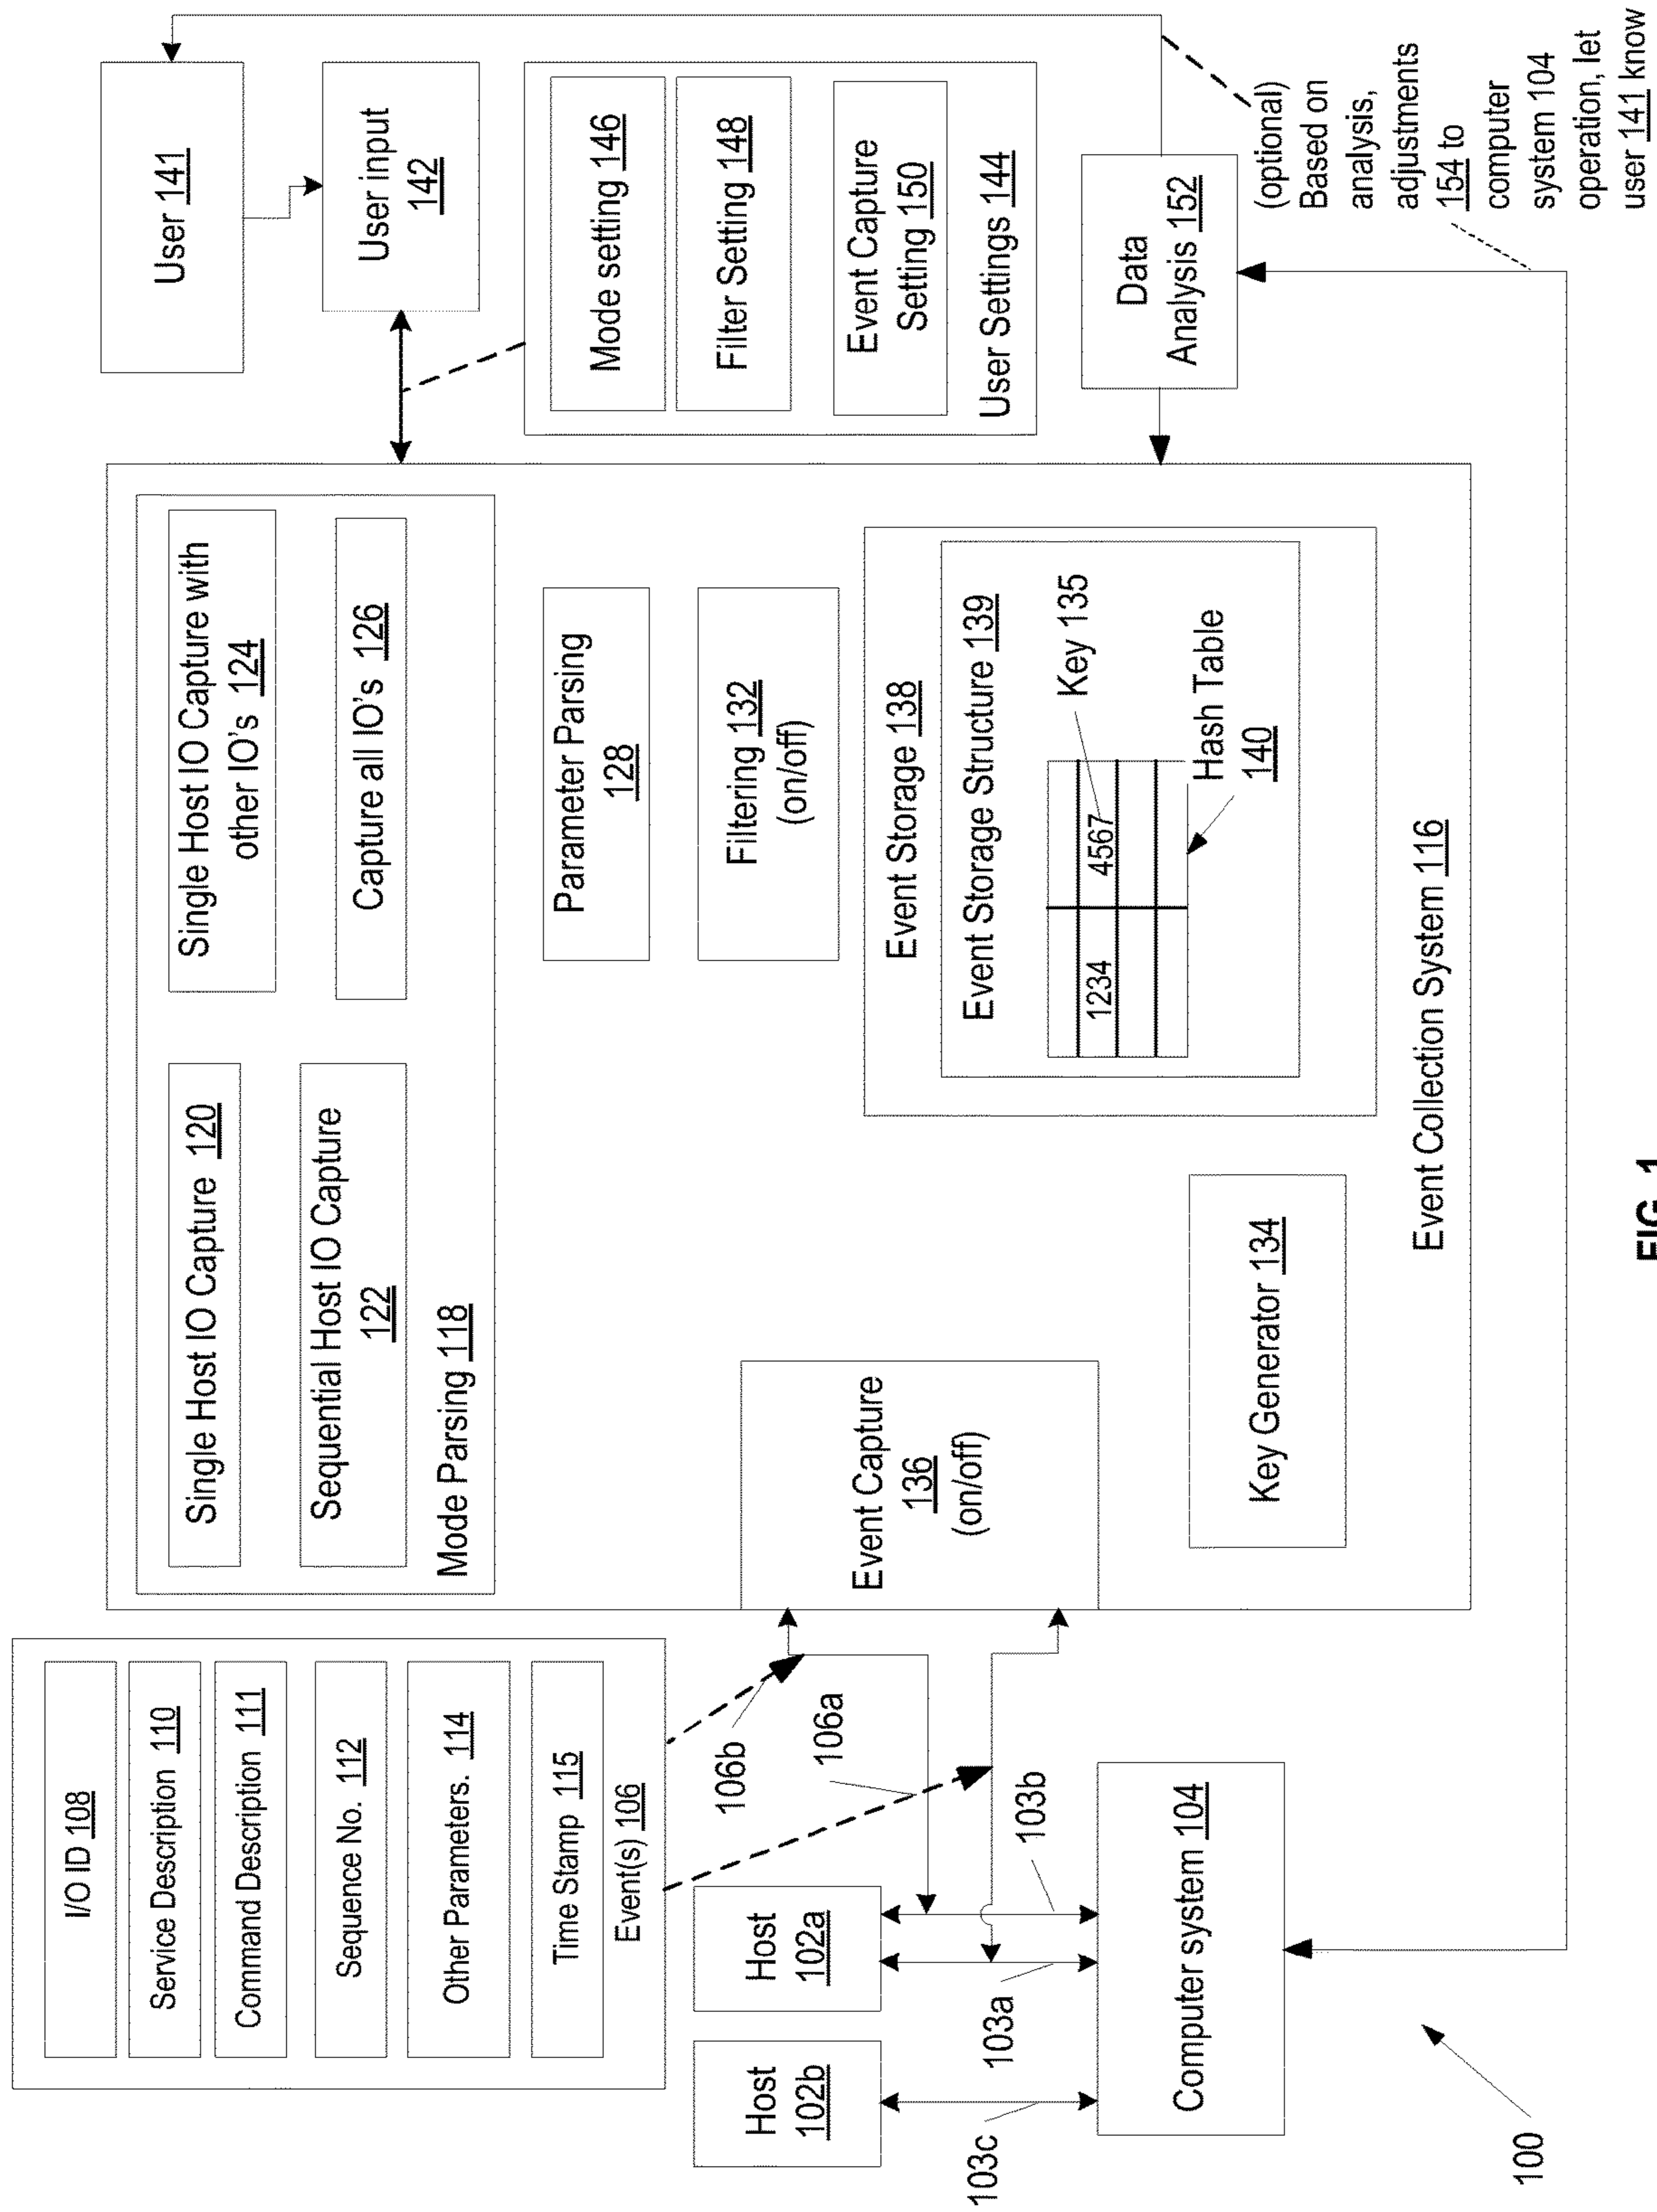 I/O ID 108
Service Description 110
Command Description 111
Sequence No. 112
Other Parameters. 114
Time Stamp 115
Event(s) 106
Host
102b
Host
102a
103c
103a
103b
106a
106b
Computer system 104
100
Single Host IO Capture 120
Sequential Host IO Capture
122
Mode Parsing 118
Single Host IO Capture with
other IO's 124
Capture all IO's 126
Parameter Parsing
128
Filtering 132
(on/off)
Event Capture
136
(on/off)
Key Generator 134
Event Storage 138
Event Storage Structure 139
1234
4567
Key 135
Hash Table
140
Event Collection System 116
User 141
User input
142
Mode setting 146
Filter Setting 148
Event Capture
Setting 150
User Settings 144
Data
Analysis 152
(optional)
Based on
analysis,
adjustments
154 to
computer
system 104
operation, let
user 141 know
FIG. 1